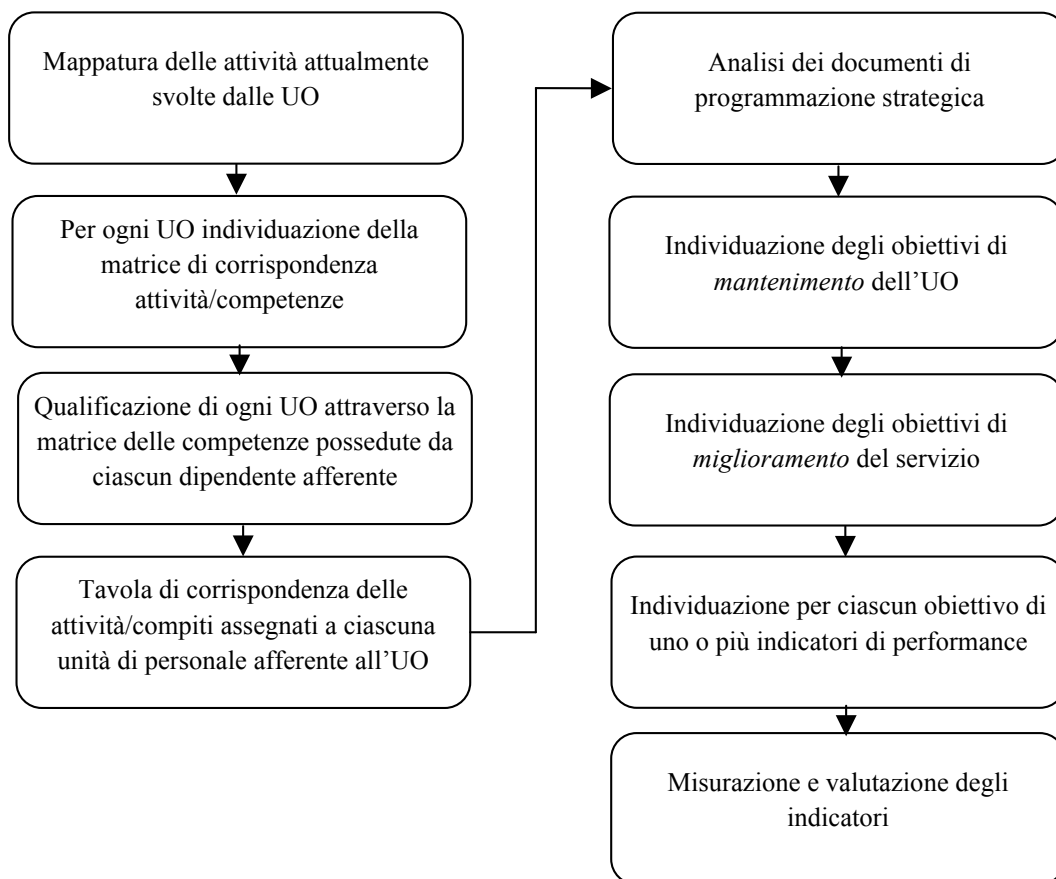 Mappatura delle attività attualmente
svolte dalle UO
Per ogni UO individuazione della
matrice di corrispondenza
attività/competenze
Qualificazione di ogni UO attraverso la
matrice delle competenze possedute da
ciascun dipendente afferente
Tavola di corrispondenza delle
attività/compiti assegnati a ciascuna
unità di personale afferente all’UO
Analisi dei documenti di
programmazione strategica
Individuazione degli obiettivi di
mantenimento dell’UO
Individuazione degli obiettivi di
miglioramento del servizio
Individuazione per ciascun obiettivo di
uno o più indicatori di performance
Misurazione e valutazione degli
indicatori